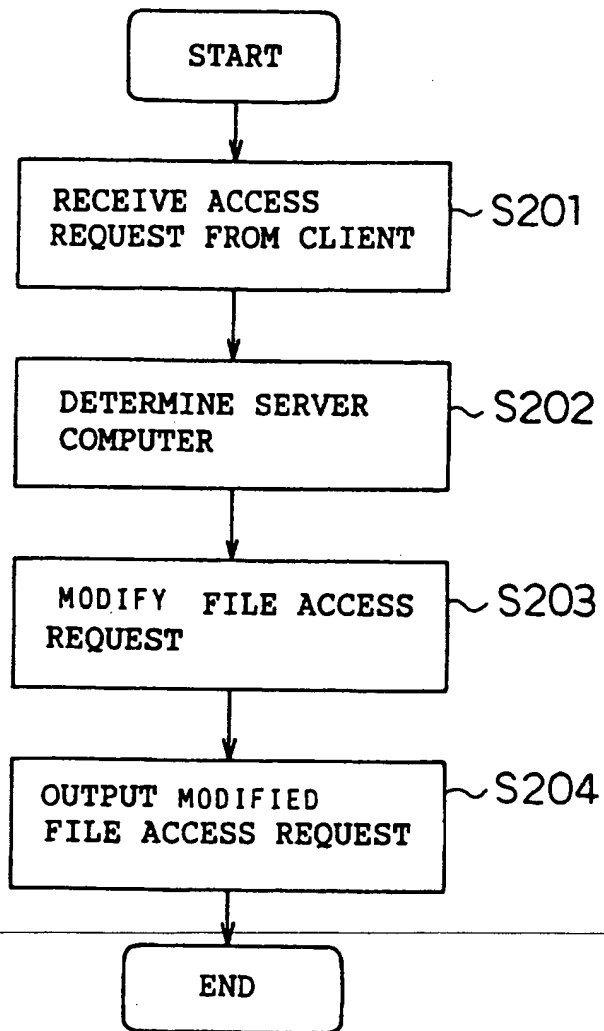 START
RECEIVE ACCESS
REQUEST FROM CLIENT
S201
DETERMINE SERVER
COMPUTER
S202
MODIFY FILE ACCESS
REQUEST
S203
OUTPUT MODIFIED
FILE ACCESS REQUEST
S204
END